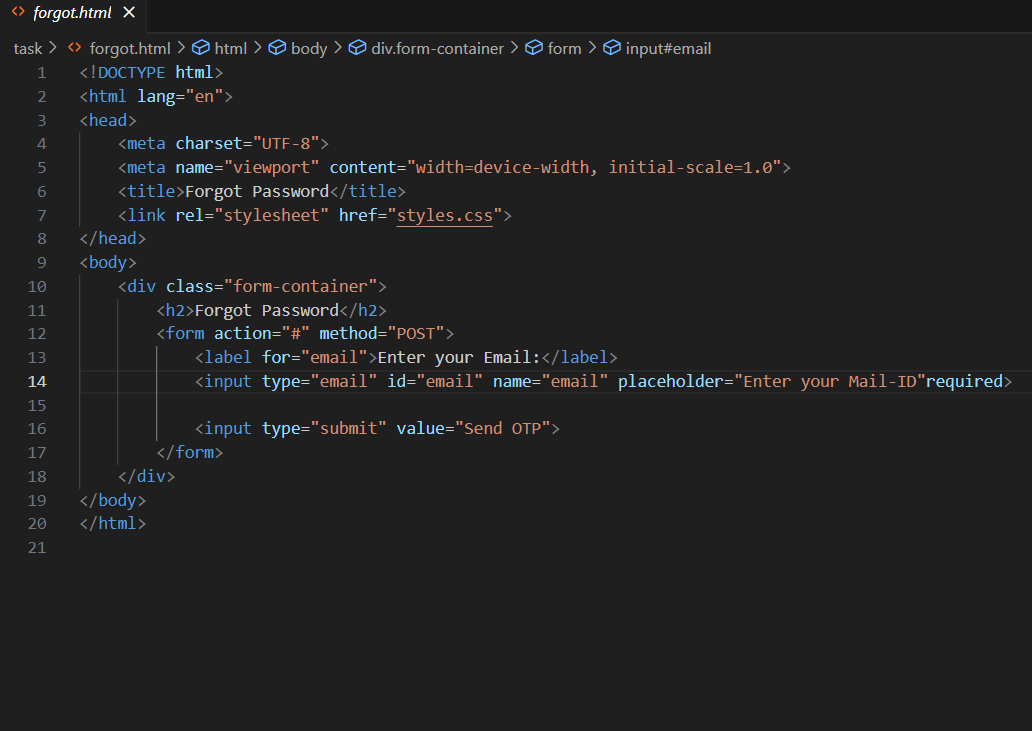 forgot.html
task > forgot.html > html > body > div.form-container > form > input#email
1 <!DOCTYPE html>
2 <html lang="en">
3 <head>
4     <meta charset="UTF-8">
5     <meta name="viewport" content="width=device-width, initial-scale=1.0">
6     <title>Forgot Password</title>
7     <link rel="stylesheet" href="styles.css">
8 </head>
9 <body>
10     <div class="form-container">
11         <h2>Forgot Password</h2>
12         <form action="#" method="POST">
13             <label for="email">Enter your Email:</label>
14             <input type="email" id="email" name="email" placeholder="Enter your Mail-ID"required>
15
16             <input type="submit" value="Send OTP">
17         </form>
18     </div>
19 </body>
20 </html>
21